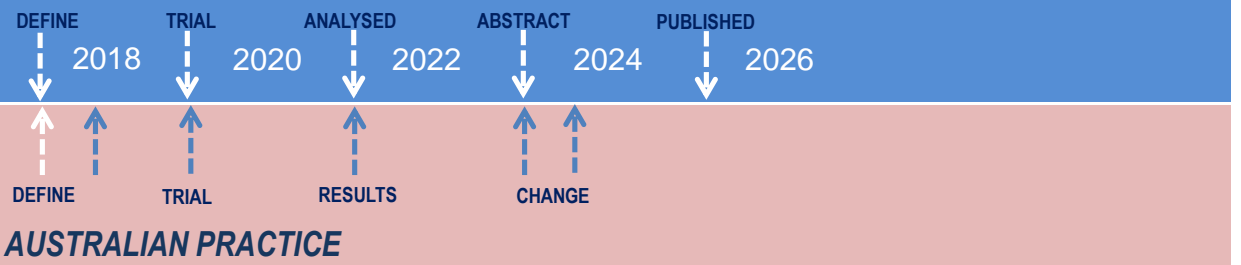 DEFINE TRIAL ANALYSED ABSTRACT PUBLISHED
2018 2020 2022 2024 2026
DEFINE TRIAL RESULTS CHANGE
AUSTRALIAN PRACTICE